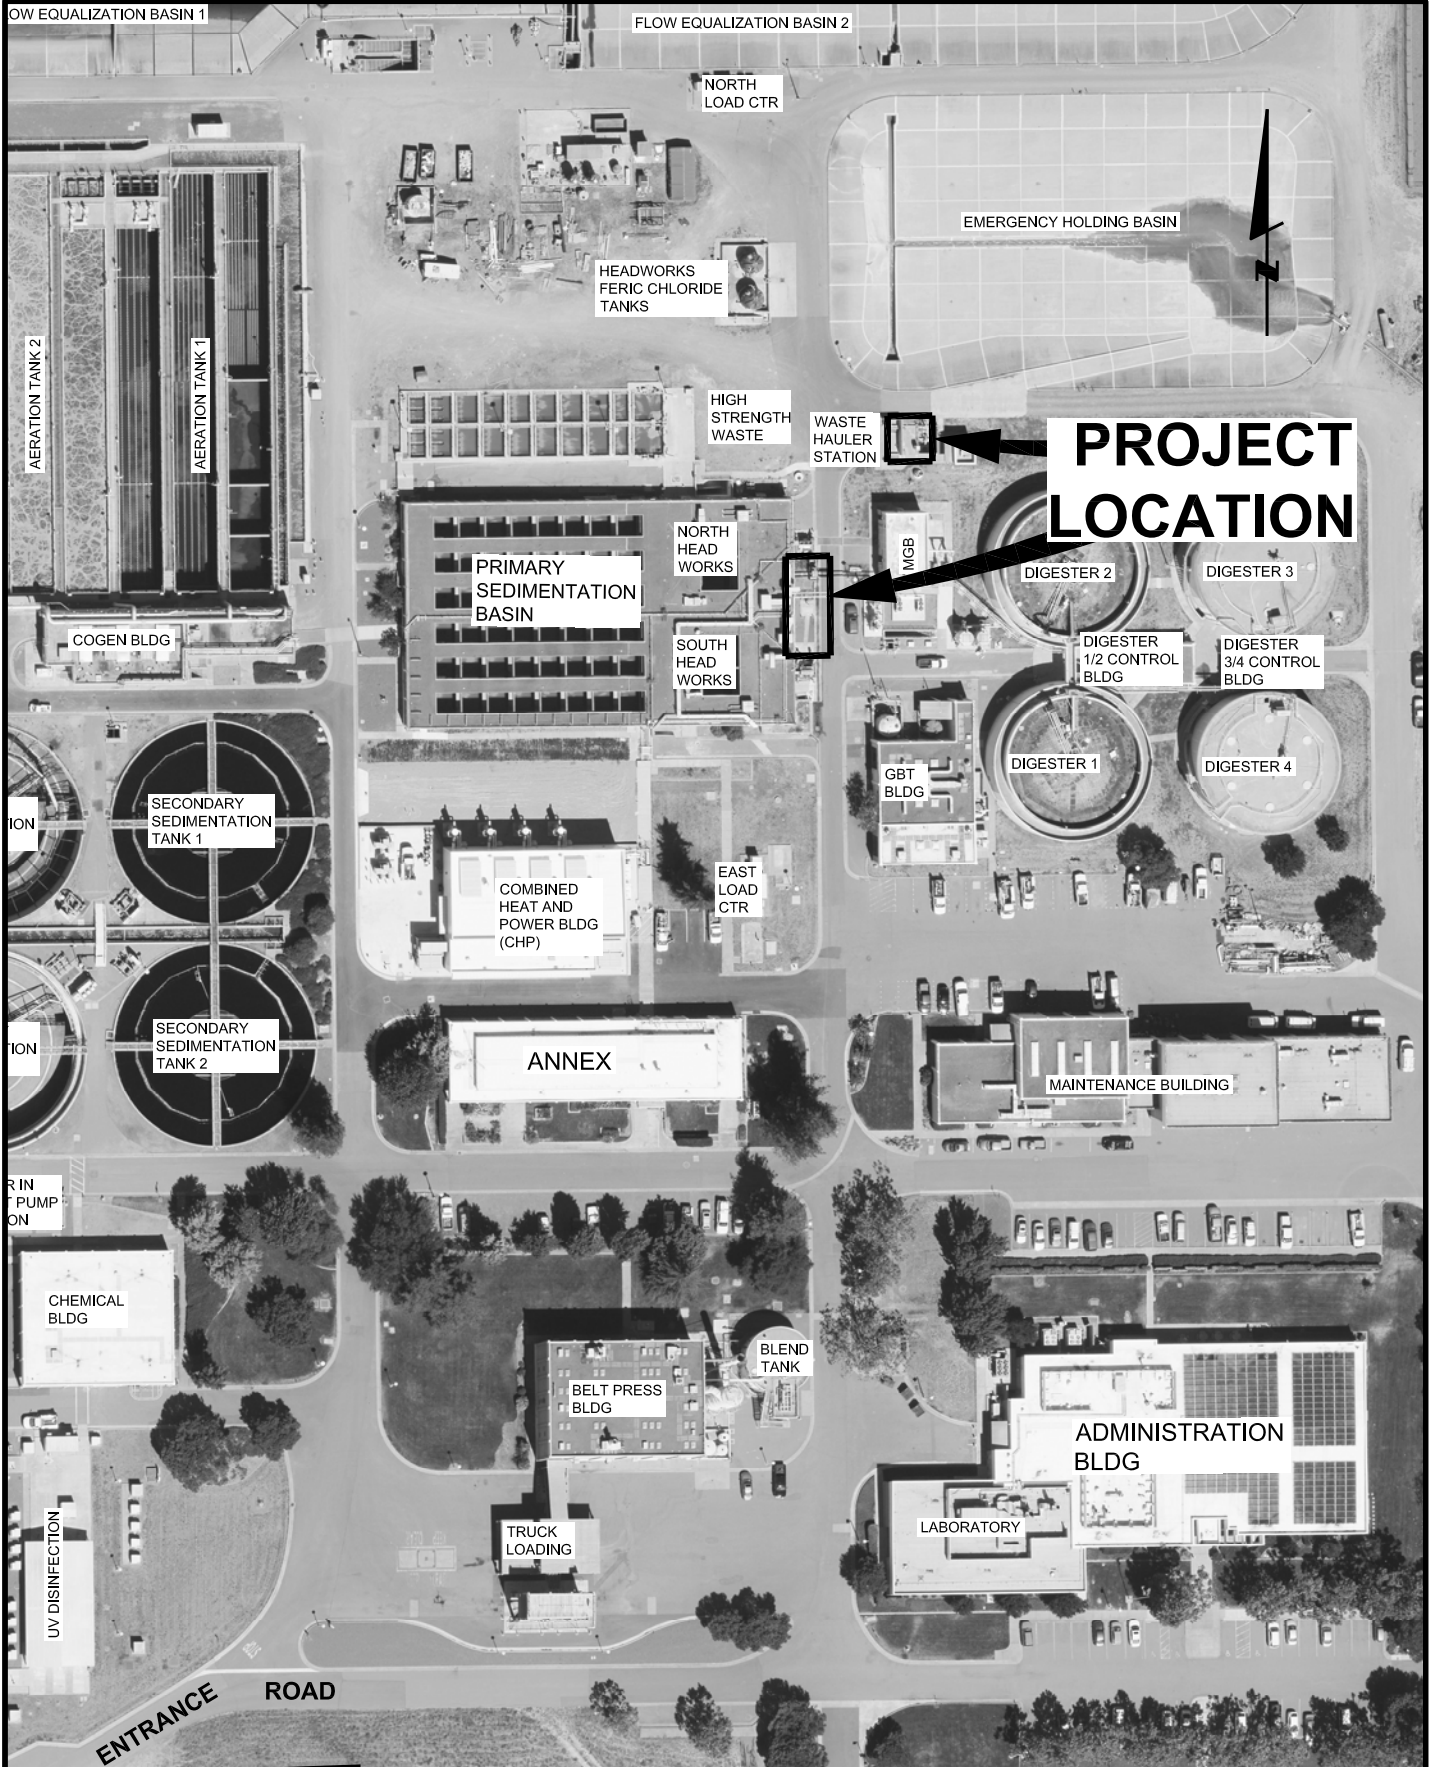 OW EQUALIZATION BASIN 1
FLOW EQUALIZATION BASIN 2
NORTH
LOAD CTR
EMERGENCY HOLDING BASIN
N
HEADWORKS
FERIC CHLORIDE
TANKS
AERATION TANK 2
AERATION TANK 1
HIGH
STRENGTH
WASTE
WASTE
HAULER
STATION
PROJECT
LOCATION
NORTH
HEAD
WORKS
MGB
PRIMARY
SEDIMENTATION
BASIN
DIGESTER 2
DIGESTER 3
COGEN BLDG
SOUTH
HEAD
WORKS
DIGESTER
1/2 CONTROL
BLDG
DIGESTER
3/4 CONTROL
BLDG
DIGESTER 1
DIGESTER 4
GBT
BLDG
ION
SECONDARY
SEDIMENTATION
TANK 1
COMBINED
HEAT AND
POWER BLDG
(CHP)
EAST
LOAD
CTR
TION
SECONDARY
SEDIMENTATION
TANK 2
ANNEX
MAINTENANCE BUILDING
R IN
T PUMP
ON
CHEMICAL
BLDG
BLEND
TANK
BELT PRESS
BLDG
ADMINISTRATION
BLDG
LABORATORY
TRUCK
LOADING
UV DISINFECTION
ENTRANCE ROAD